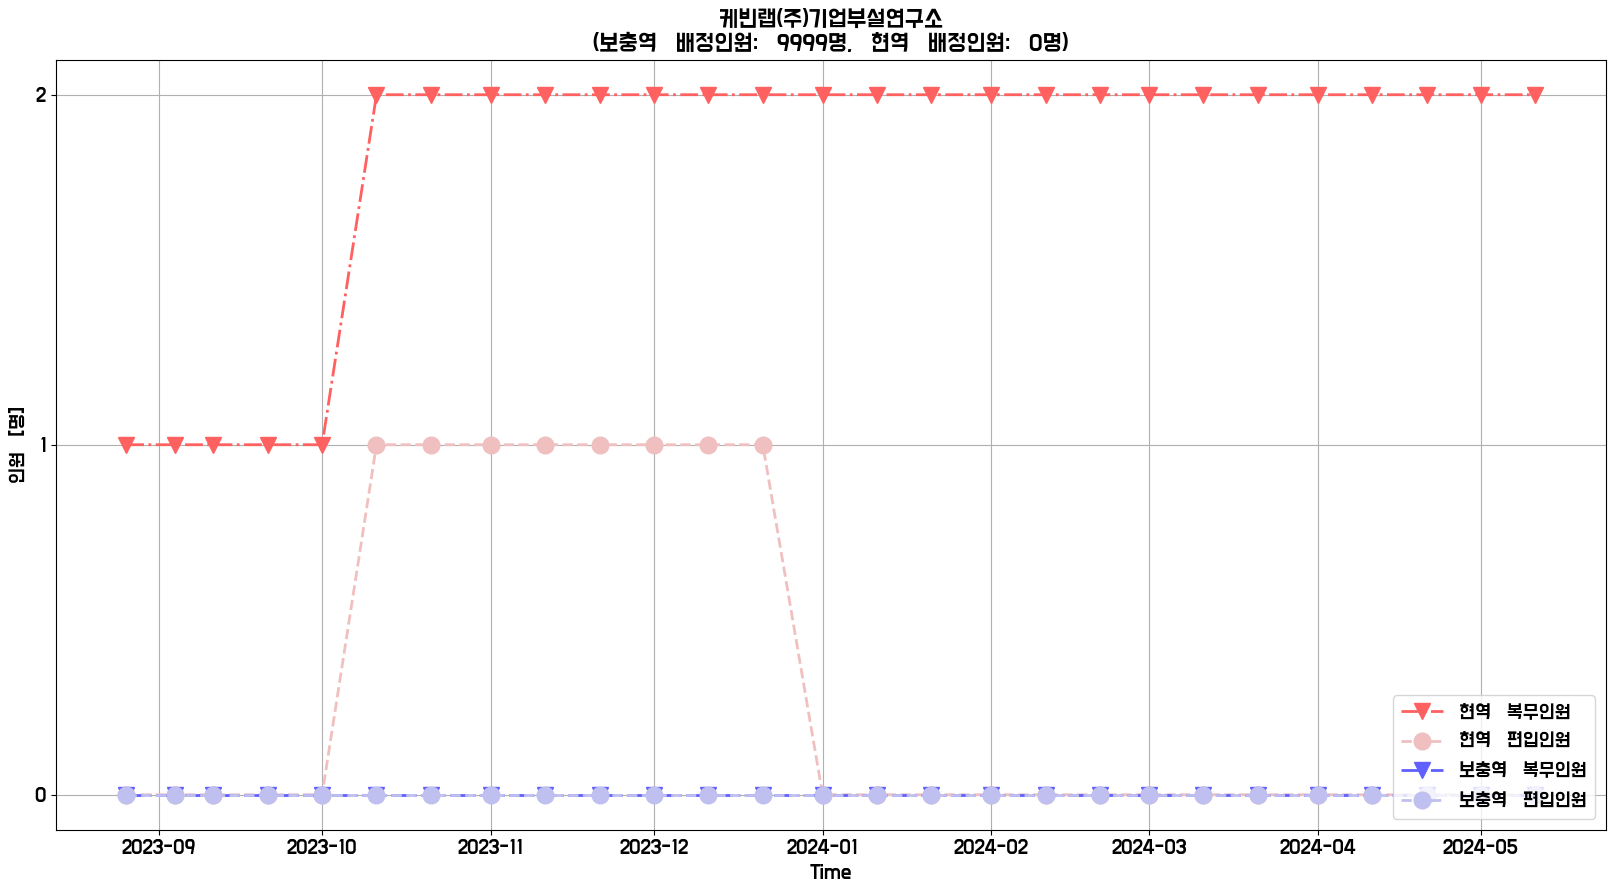 케빈랩(주)기업부설연구소
(보충역 배정인원: 9999명, 현역 배정인원: 0명)
인원 [명]
2
1
0
현역 복무인원
현역 편입인원
보충역 복무인원
보충역 편입인원
2023-09 2023-10 2023-11 2023-12 2024-01 2024-02 2024-03 2024-04 2024-05
Time